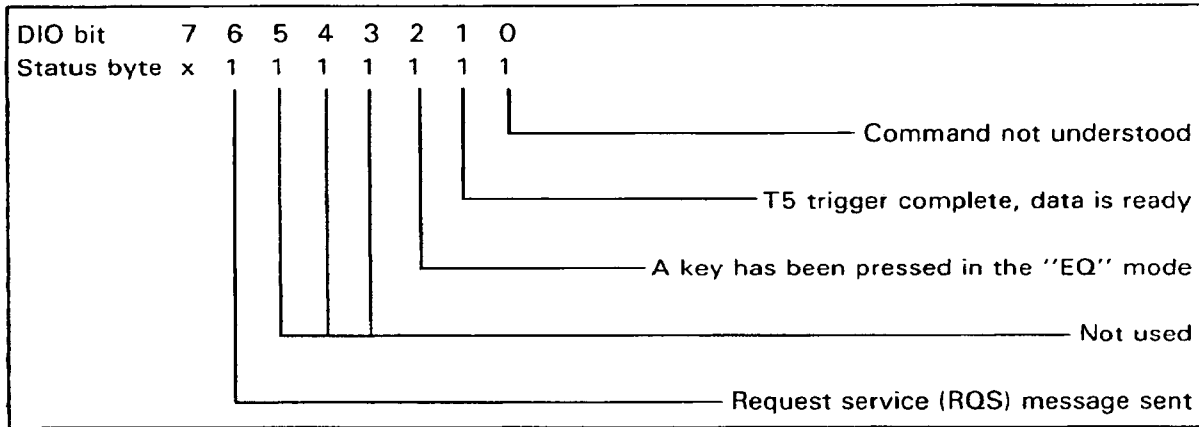 DIO bit 7 6 5 4 3 2 1 0
Status byte x 1 1 1 1 1 1 1
Command not understood
T5 trigger complete, data is ready
A key has been pressed in the ''EQ'' mode
Not used
Request service (RQS) message sent